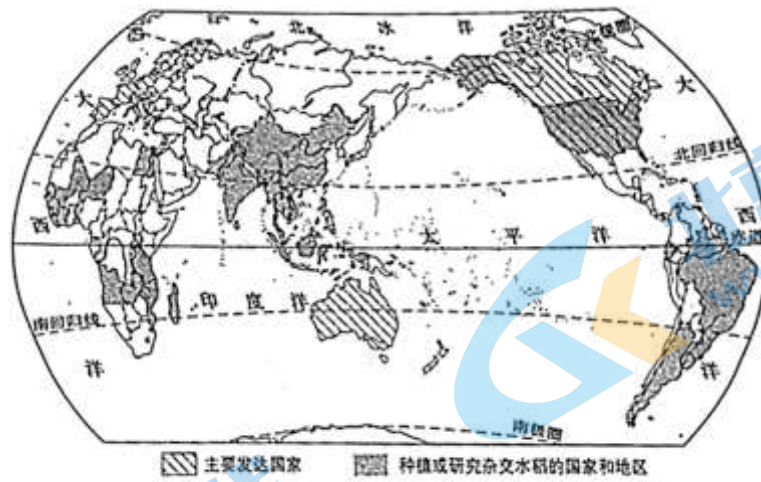 北 冰 洋
北极圈
大
大
北回归线
西
太 平 洋
西
赤道
印 度 洋
南回归线
洋
洋
南极圈
主要发达国家
种植或研究杂交水稻的国家和地区